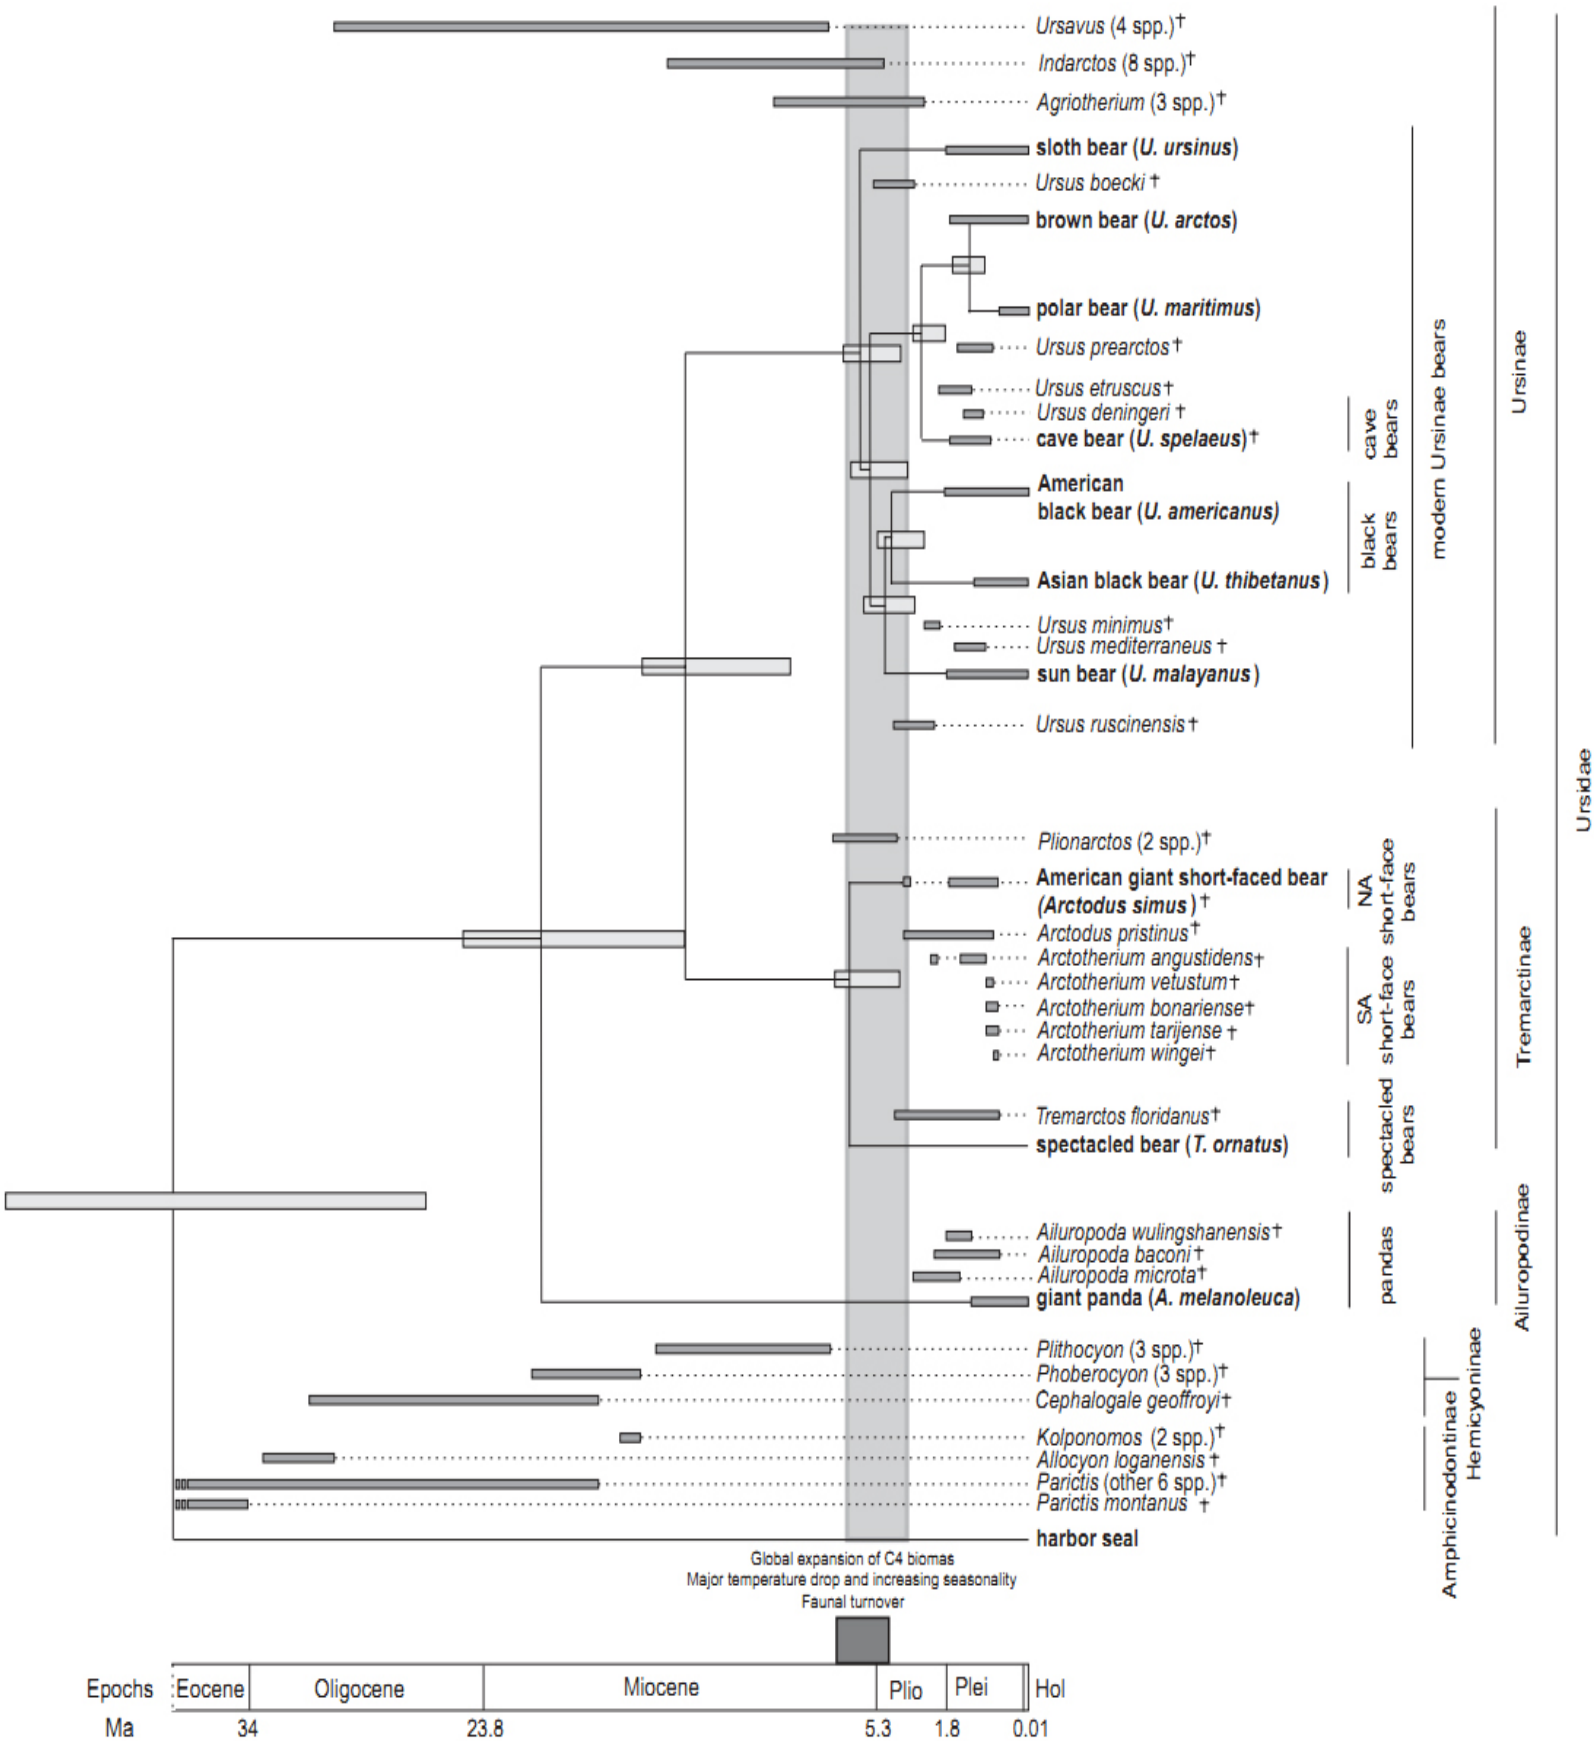 Ursavus (4 spp.)†
Indarctos (8 spp.)†
Agriotherium (3 spp.)†
sloth bear (U. ursinus)
Ursus boecki †
brown bear (U. arctos)
polar bear (U. maritimus)
Ursus prearctos†
Ursus etruscus†
Ursus deningeri †
cave bear (U. spelaeus)†
American
black bear (U. americanus)
Asian black bear (U. thibetanus)
Ursus minimus†
Ursus mediterraneus †
sun bear (U. malayanus)
Ursus ruscinensis†
Plionarctos (2 spp.)†
American giant short-faced bear
(Arctodus simus)†
Arctodus pristinus†
Arctotherium angustidens†
Arctotherium vetustum†
Arctotherium bonariense†
Arctotherium tarijense †
Arctotherium wingei†
Tremarctos floridanus†
spectacled bear (T. ornatus)
Ailuropoda wulingshanensis†
Ailuropoda baconi†
Ailuropoda microta†
giant panda (A. melanoleuca)
Plithocyon (3 spp.)†
Phoberocyon (3 spp.)†
Cephalogale geoffroyi†
Kolponomos (2 spp.)†
Allocyon loganensis†
Parictis (other 6 spp.)†
Parictis montanus †
harbor seal
cave
bears
black
bears
modern Ursinae bears
Ursinae
NA
short-face
bears
SA
short-face
bears
spectacled
bears
Tremarctinae
pandas
Ailuropodinae
Hemicyoninae
Amphicinodontinae
Ursidae
Global expansion of C4 biomas
Major temperature drop and increasing seasonality
Faunal turnover
Epochs Eocene Oligocene Miocene Plio Plei Hol
Ma 34 23.8 5.3 1.8 0.01